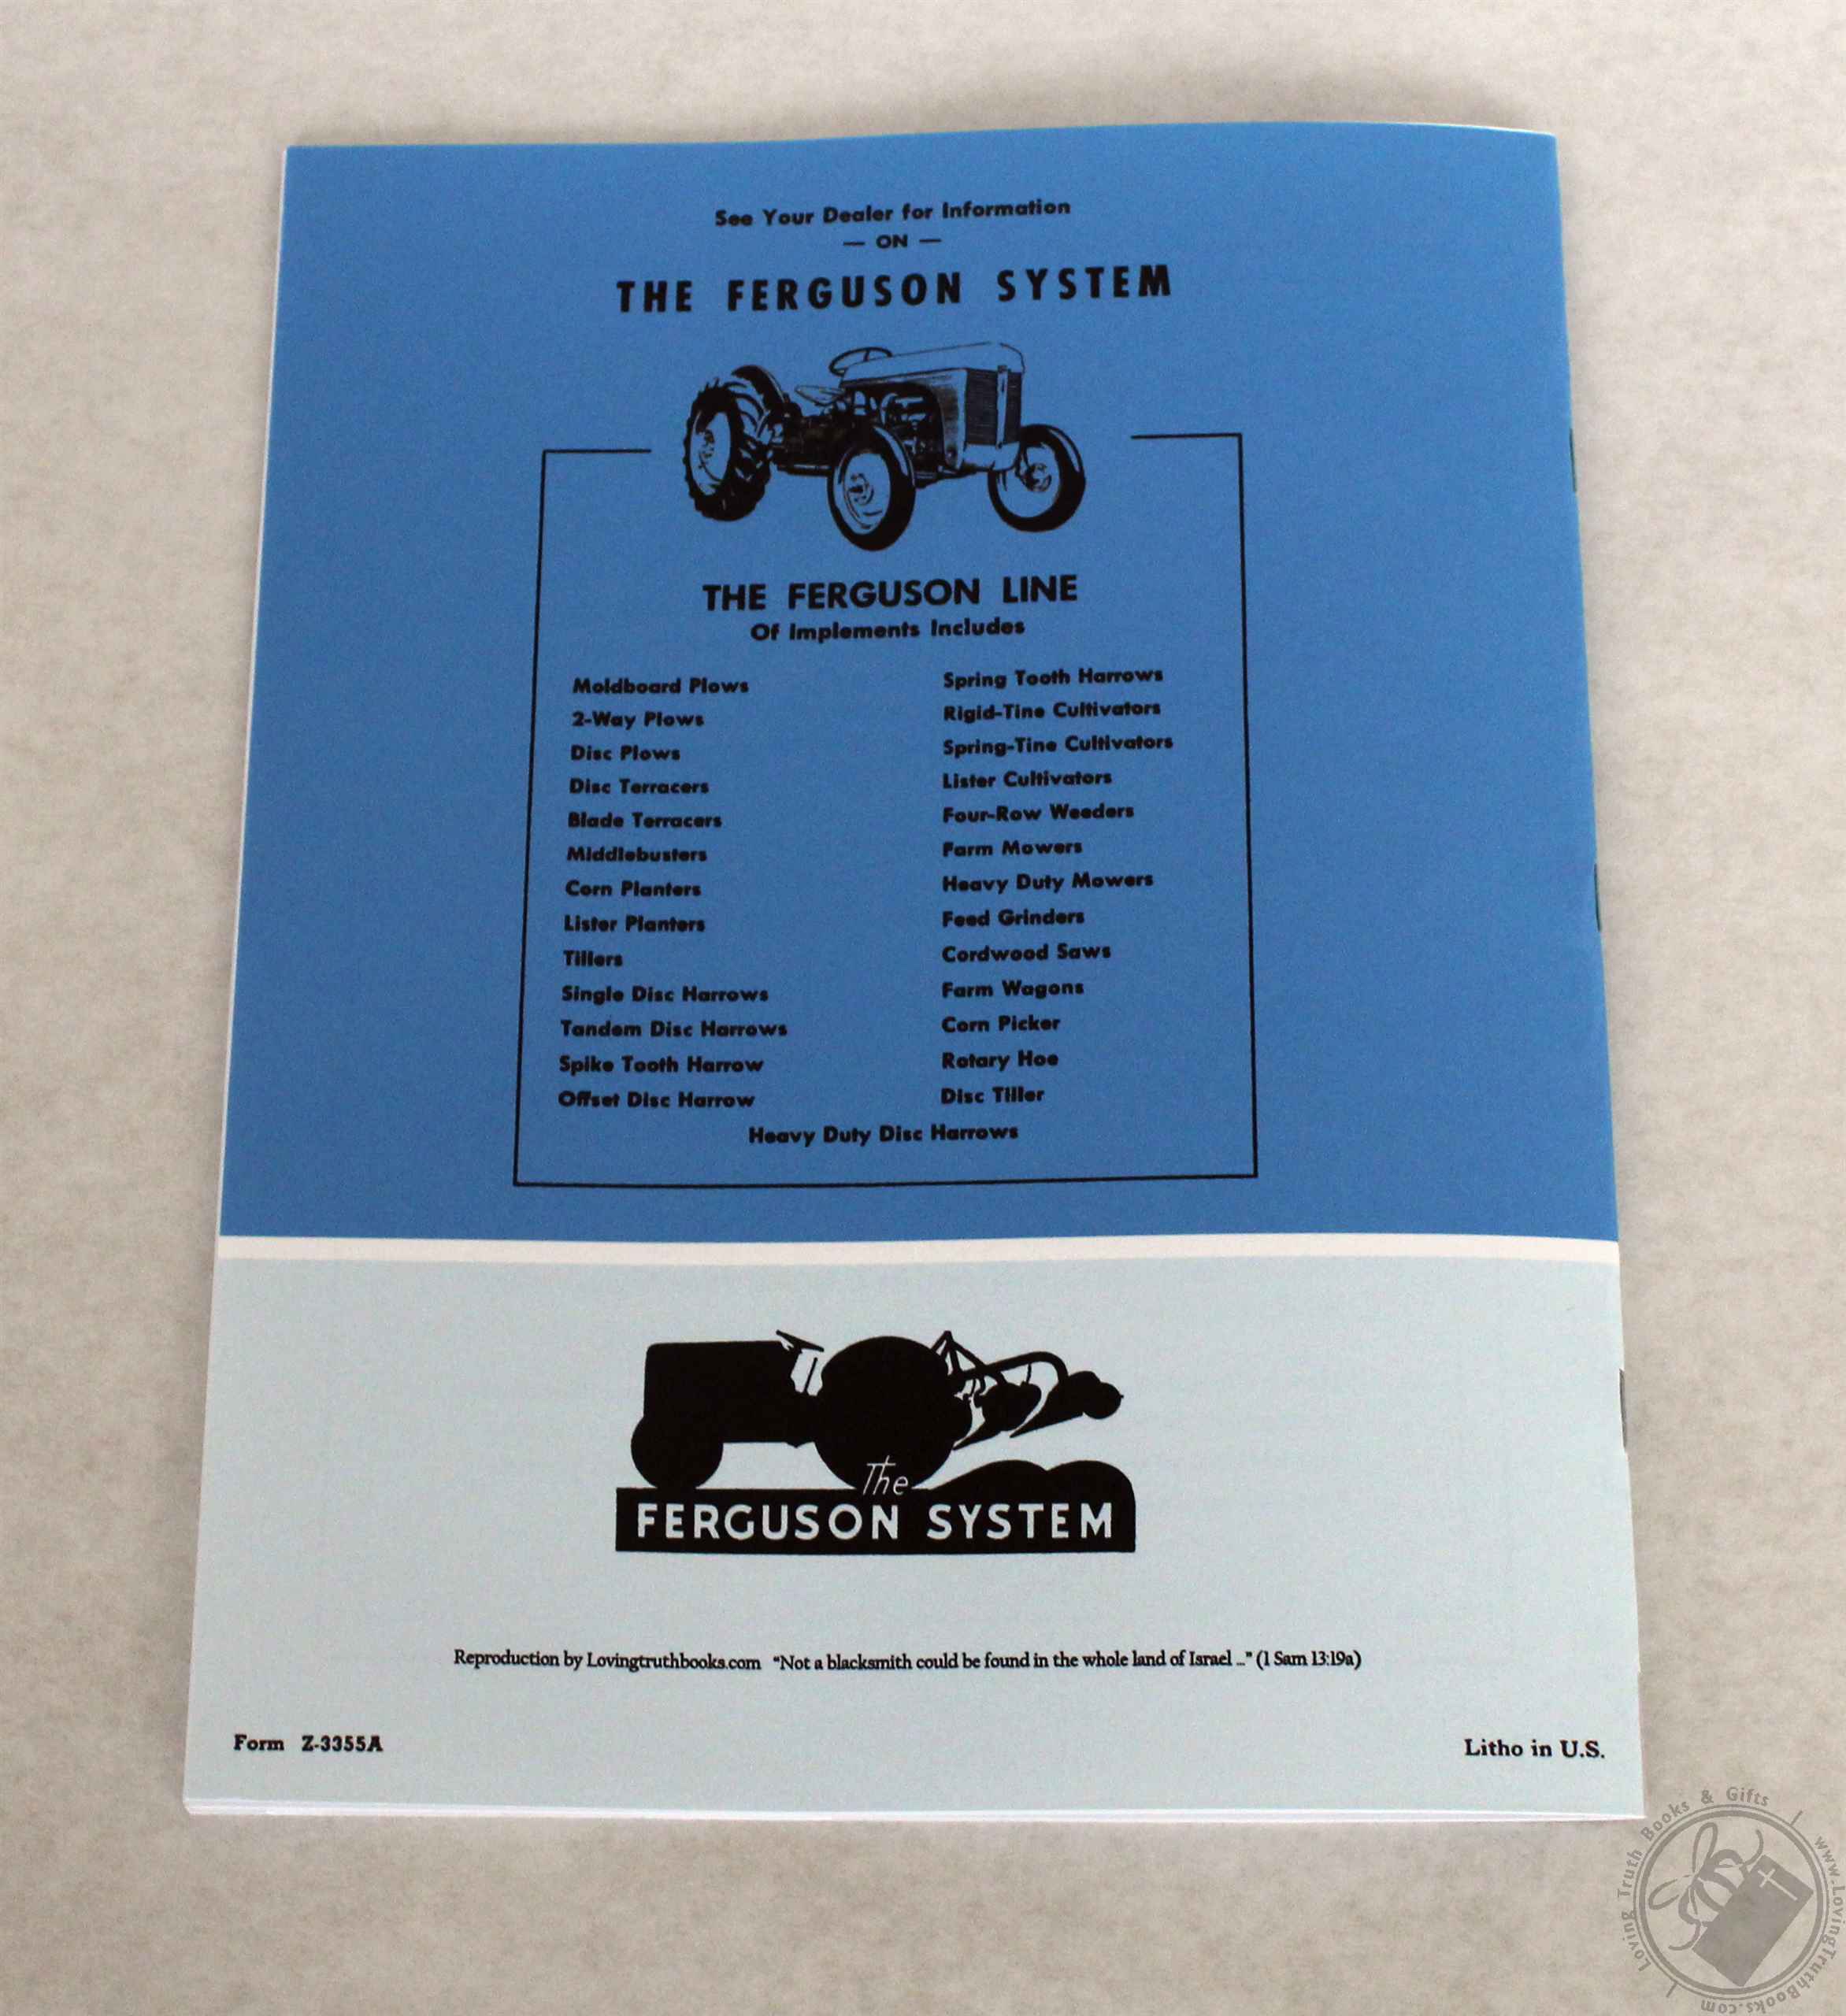 See Your Dealer for Information
— ON —
THE FERGUSON SYSTEM
THE FERGUSON LINE
Of Implements Includes
Moldboard Plows
2-Way Plows
Disc Plows
Disc Terracers
Blade Terracers
Middlebusters
Corn Planters
Lister Planters
Tillers
Single Disc Harrows
Tandem Disc Harrows
Spike Tooth Harrow
Offset Disc Harrow
Spring Tooth Harrows
Rigid-Tine Cultivators
Spring-Tine Cultivators
Lister Cultivators
Four-Row Weeders
Farm Mowers
Heavy Duty Mowers
Feed Grinders
Cordwood Saws
Farm Wagons
Corn Picker
Rotary Hoe
Disc Tiller
Heavy Duty Disc Harrows
The
FERGUSON SYSTEM
Reproduction by Lovingtruthbooks.com "Not a blacksmith could be found in the whole land of Israel ..." (1 Sam 13:19a)
Form Z-3355A
Litho in U.S.
Loving Truth Books & Gifts
www.LovingTruthBooks.com